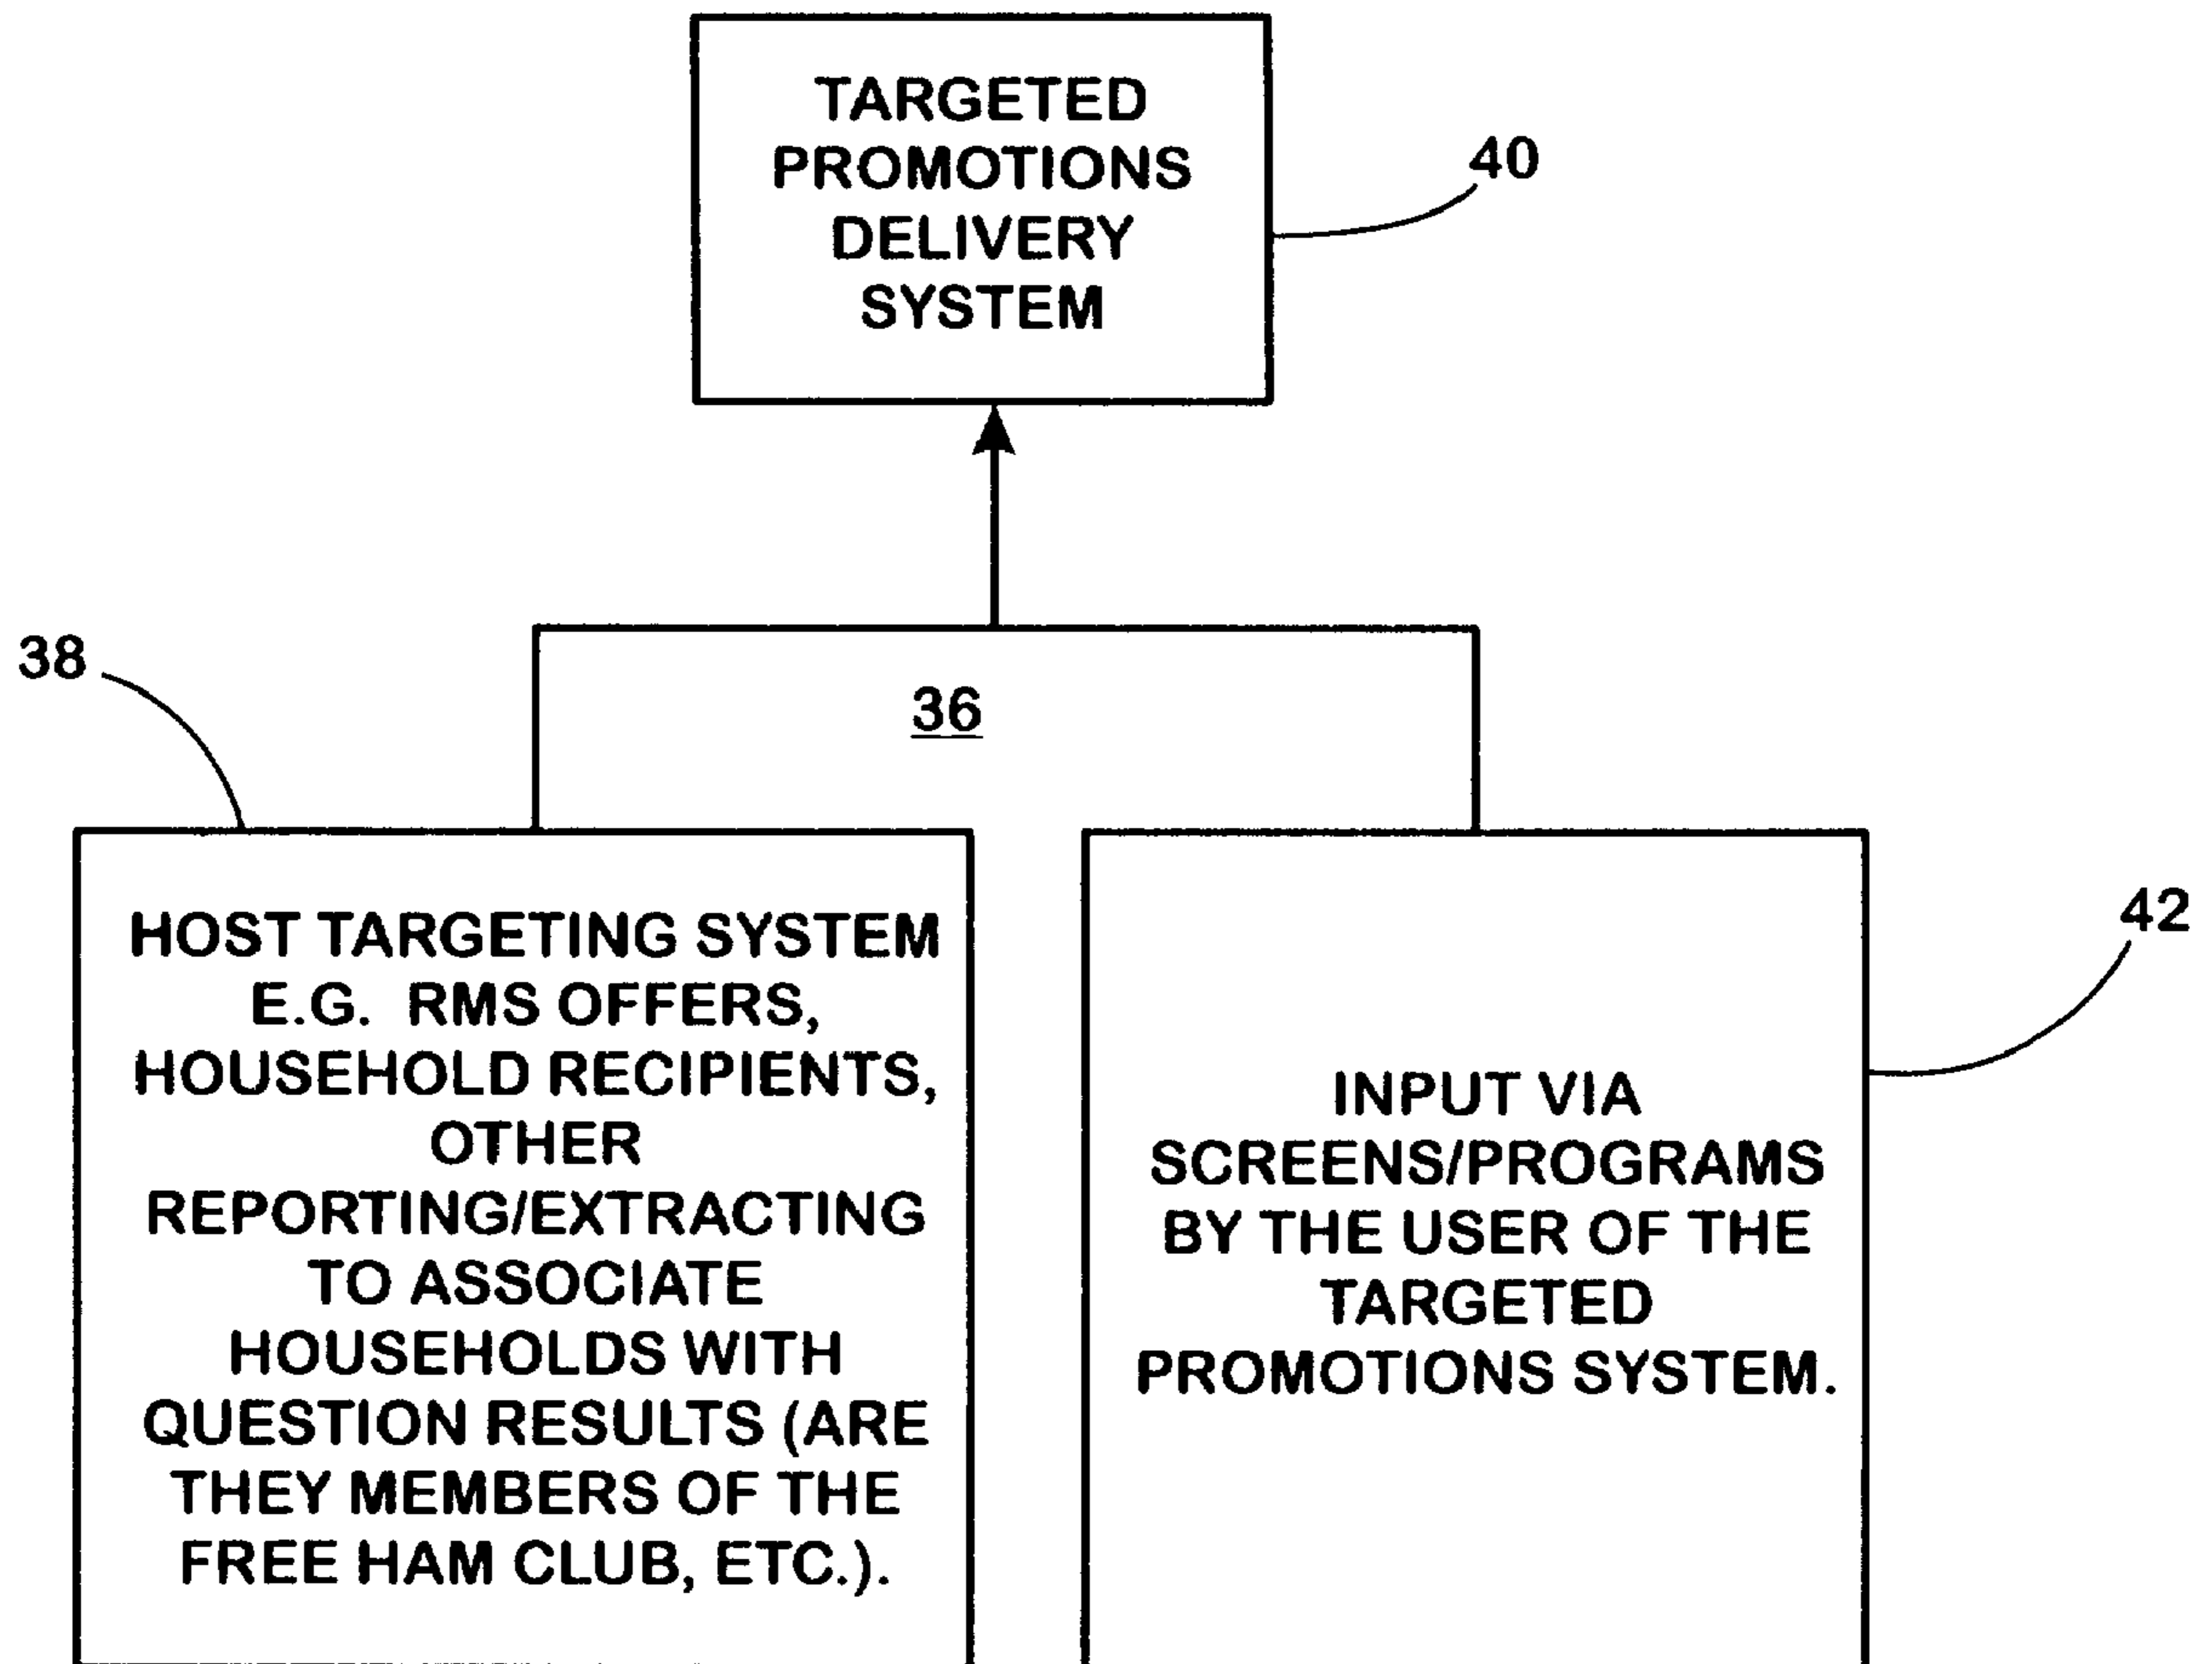 TARGETED
PROMOTIONS
DELIVERY
SYSTEM
40
38
36
HOST TARGETING SYSTEM
E.G. RMS OFFERS,
HOUSEHOLD RECIPIENTS,
OTHER
REPORTING/EXTRACTING
TO ASSOCIATE
HOUSEHOLDS WITH
QUESTION RESULTS (ARE
THEY MEMBERS OF THE
FREE HAM CLUB, ETC.).
42
INPUT VIA
SCREENS/PROGRAMS
BY THE USER OF THE
TARGETED
PROMOTIONS SYSTEM.